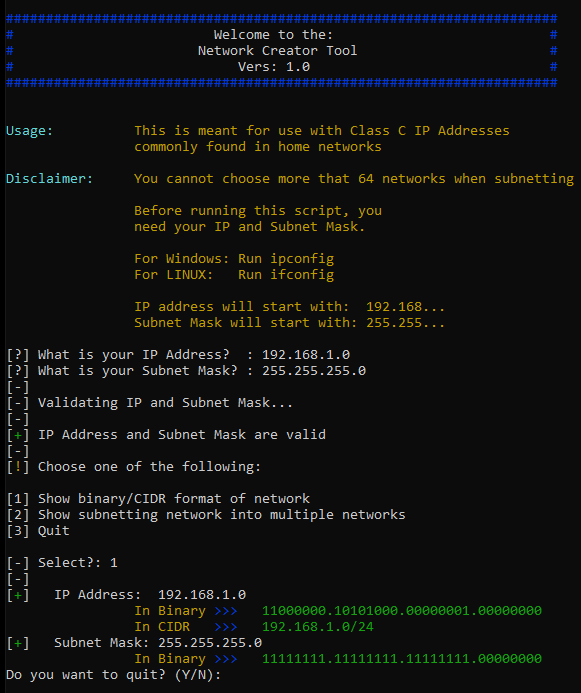 #####################################################################
# Welcome to the: #
# Network Creator Tool #
# Vers: 1.0 #
#####################################################################
Usage: This is meant for use with Class C IP Addresses
commonly found in home networks
Disclaimer: You cannot choose more that 64 networks when subnetting
Before running this script, you
need your IP and Subnet Mask.
For Windows: Run ipconfig
For LINUX: Run ifconfig
IP address will start with: 192.168...
Subnet Mask will start with: 255.255...
[?] What is your IP Address? : 192.168.1.0
[?] What is your Subnet Mask? : 255.255.255.0
[-]
[-] Validating IP and Subnet Mask...
[-]
[+] IP Address and Subnet Mask are valid
[-]
[!] Choose one of the following:
[1] Show binary/CIDR format of network
[2] Show subnetting network into multiple networks
[3] Quit
[-] Select?: 1
[-]
[+] IP Address: 192.168.1.0
In Binary >>> 11000000.10101000.00000001.00000000
In CIDR >>> 192.168.1.0/24
[+] Subnet Mask: 255.255.255.0
In Binary >>> 11111111.11111111.11111111.00000000
Do you want to quit? (Y/N):